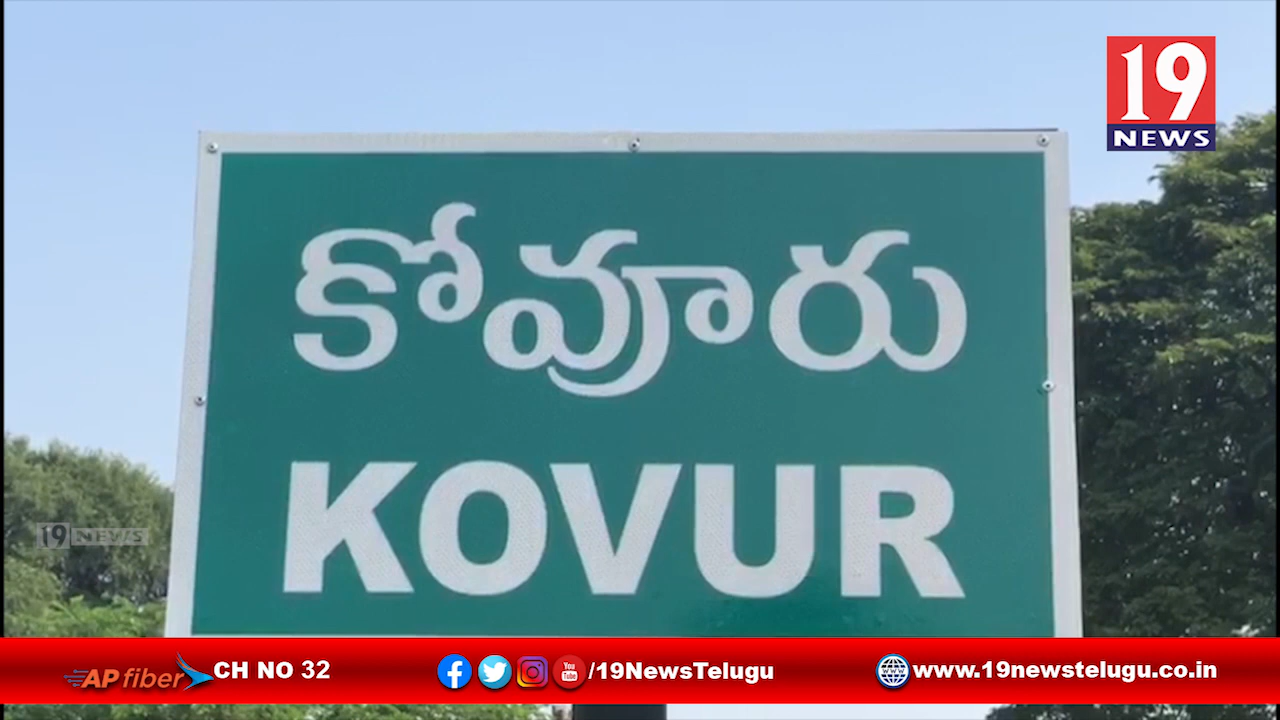 19
NEWS
కోవూరు
KOVUR
19 NEWS
AP fiber CH NO 32 /19NewsTelugu www.19newstelugu.co.in